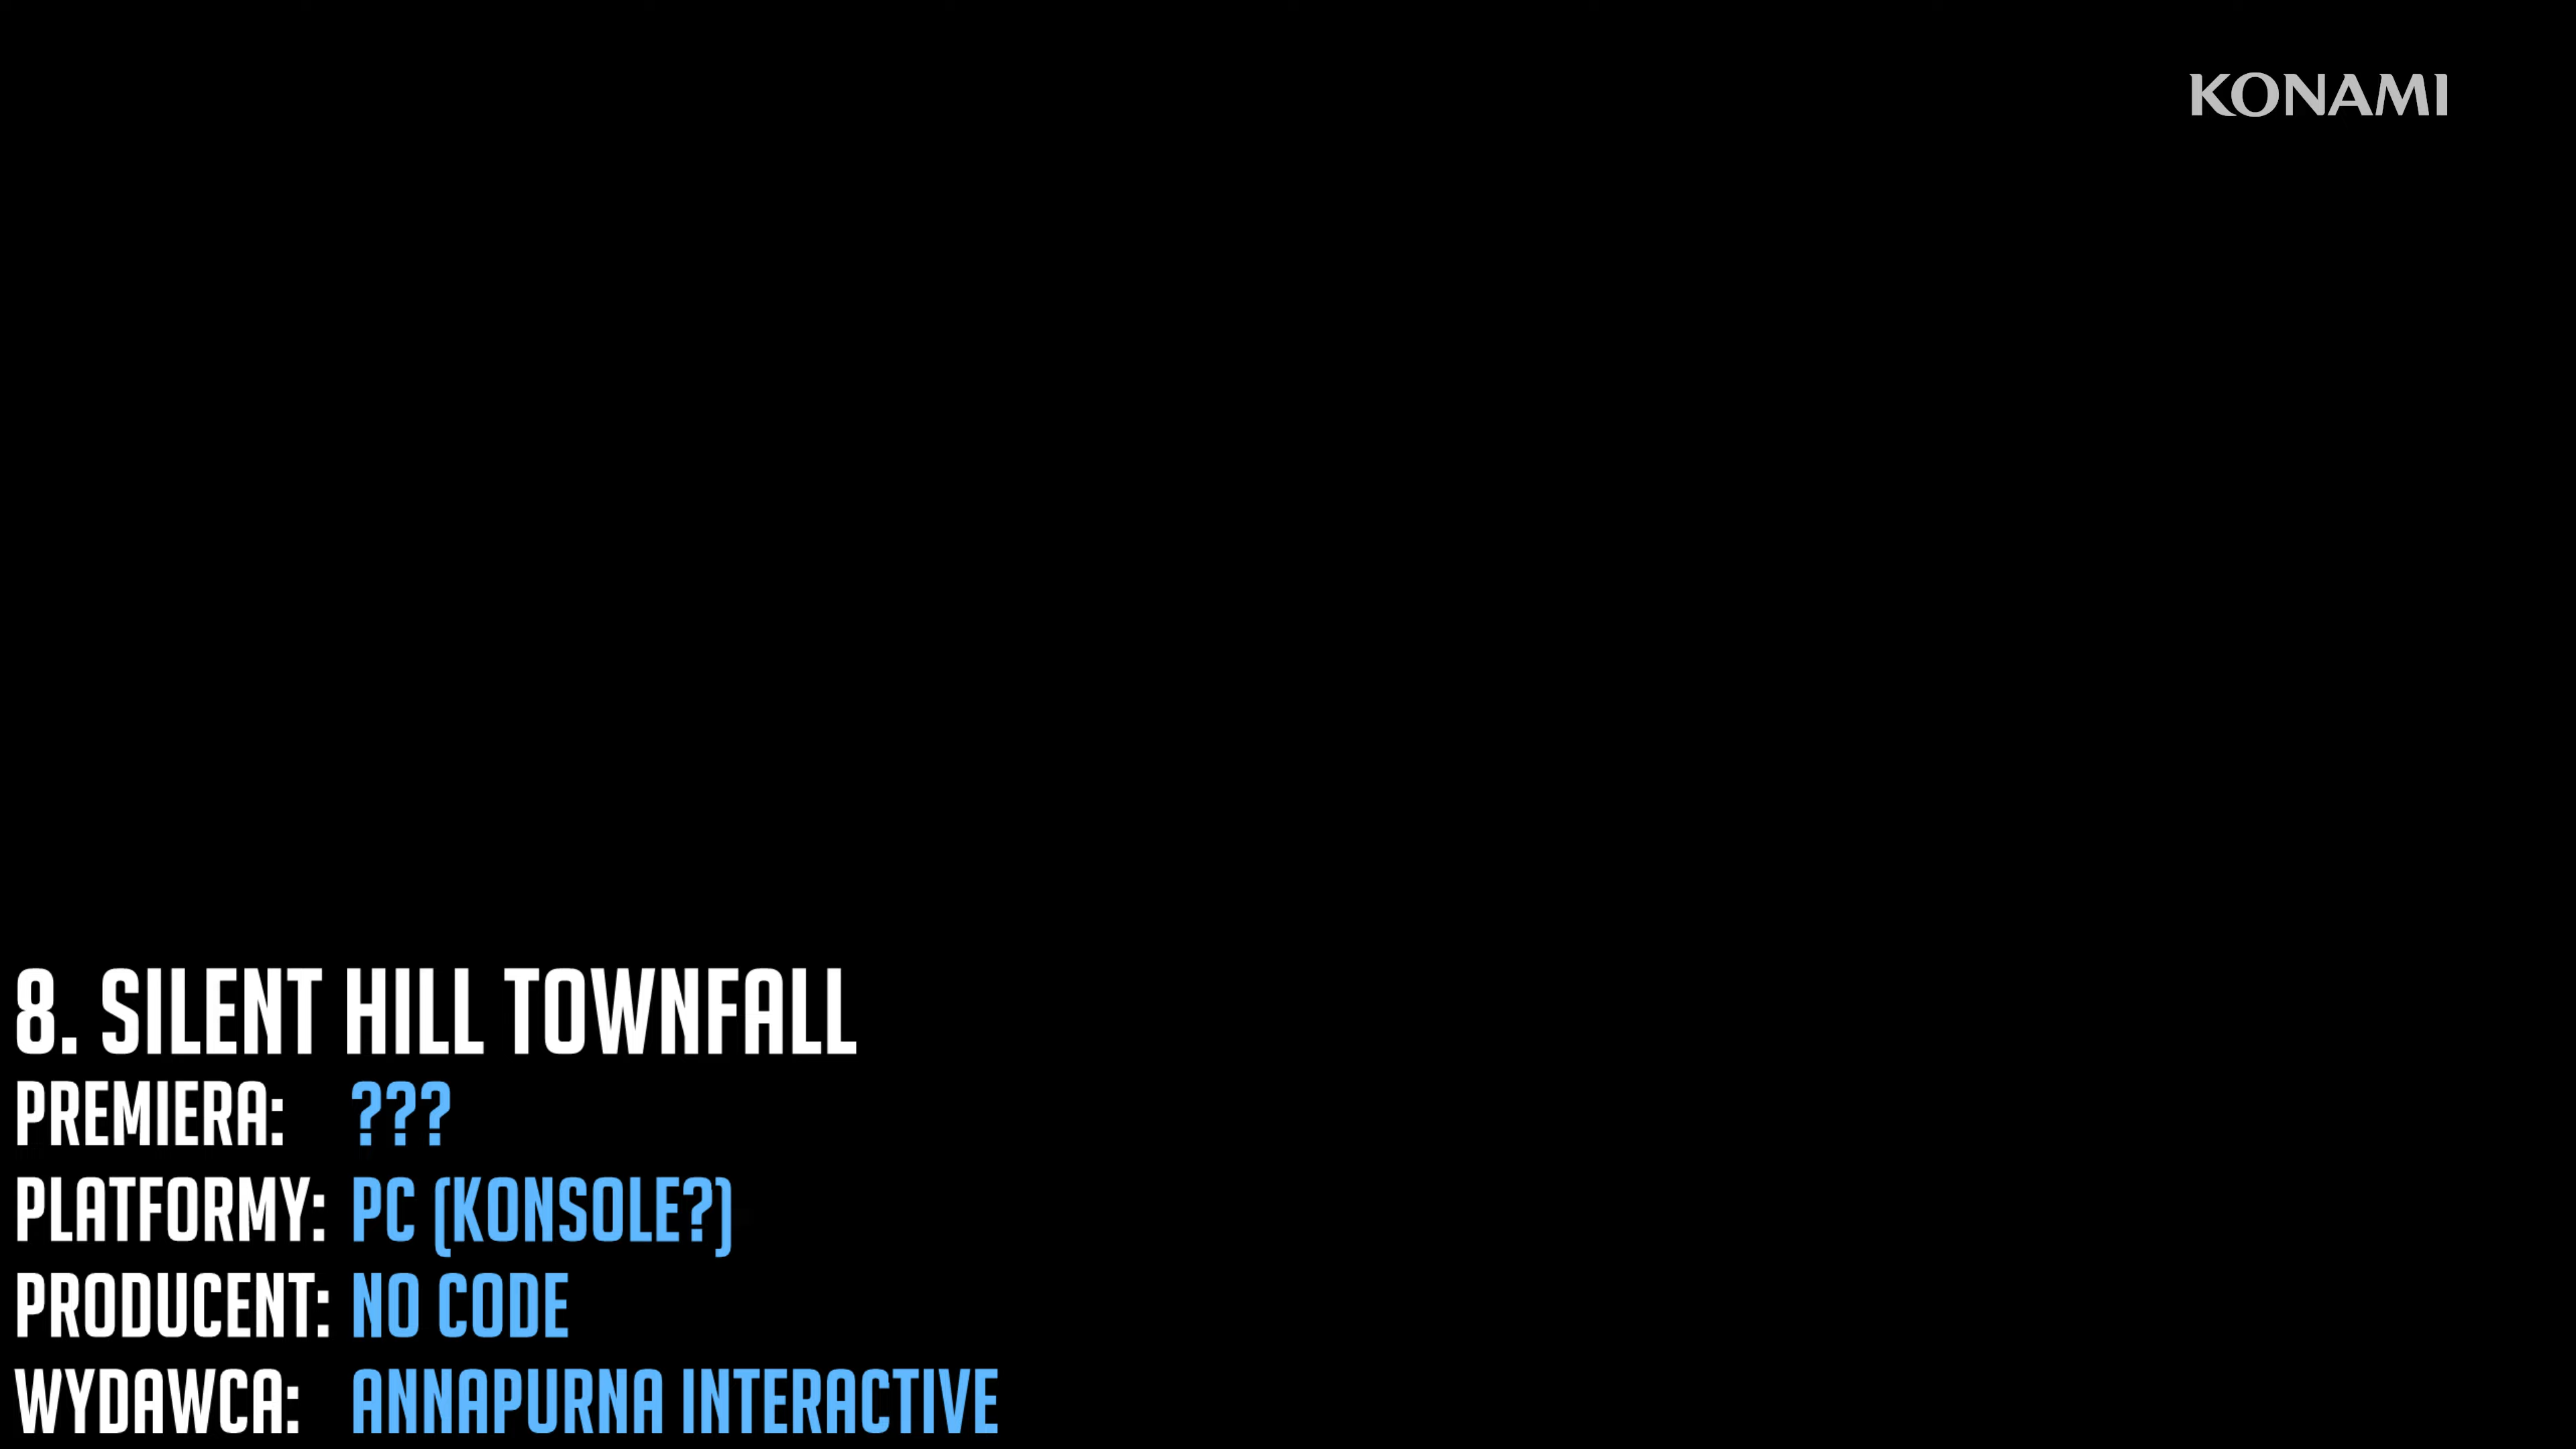 KONAMI
8. SILENT HILL TOWNFALL
PREMIERA: ???
PLATFORMY: PC (KONSOLE?)
PRODUCENT: NO CODE
WYDAWCA: ANNAPURNA INTERACTIVE